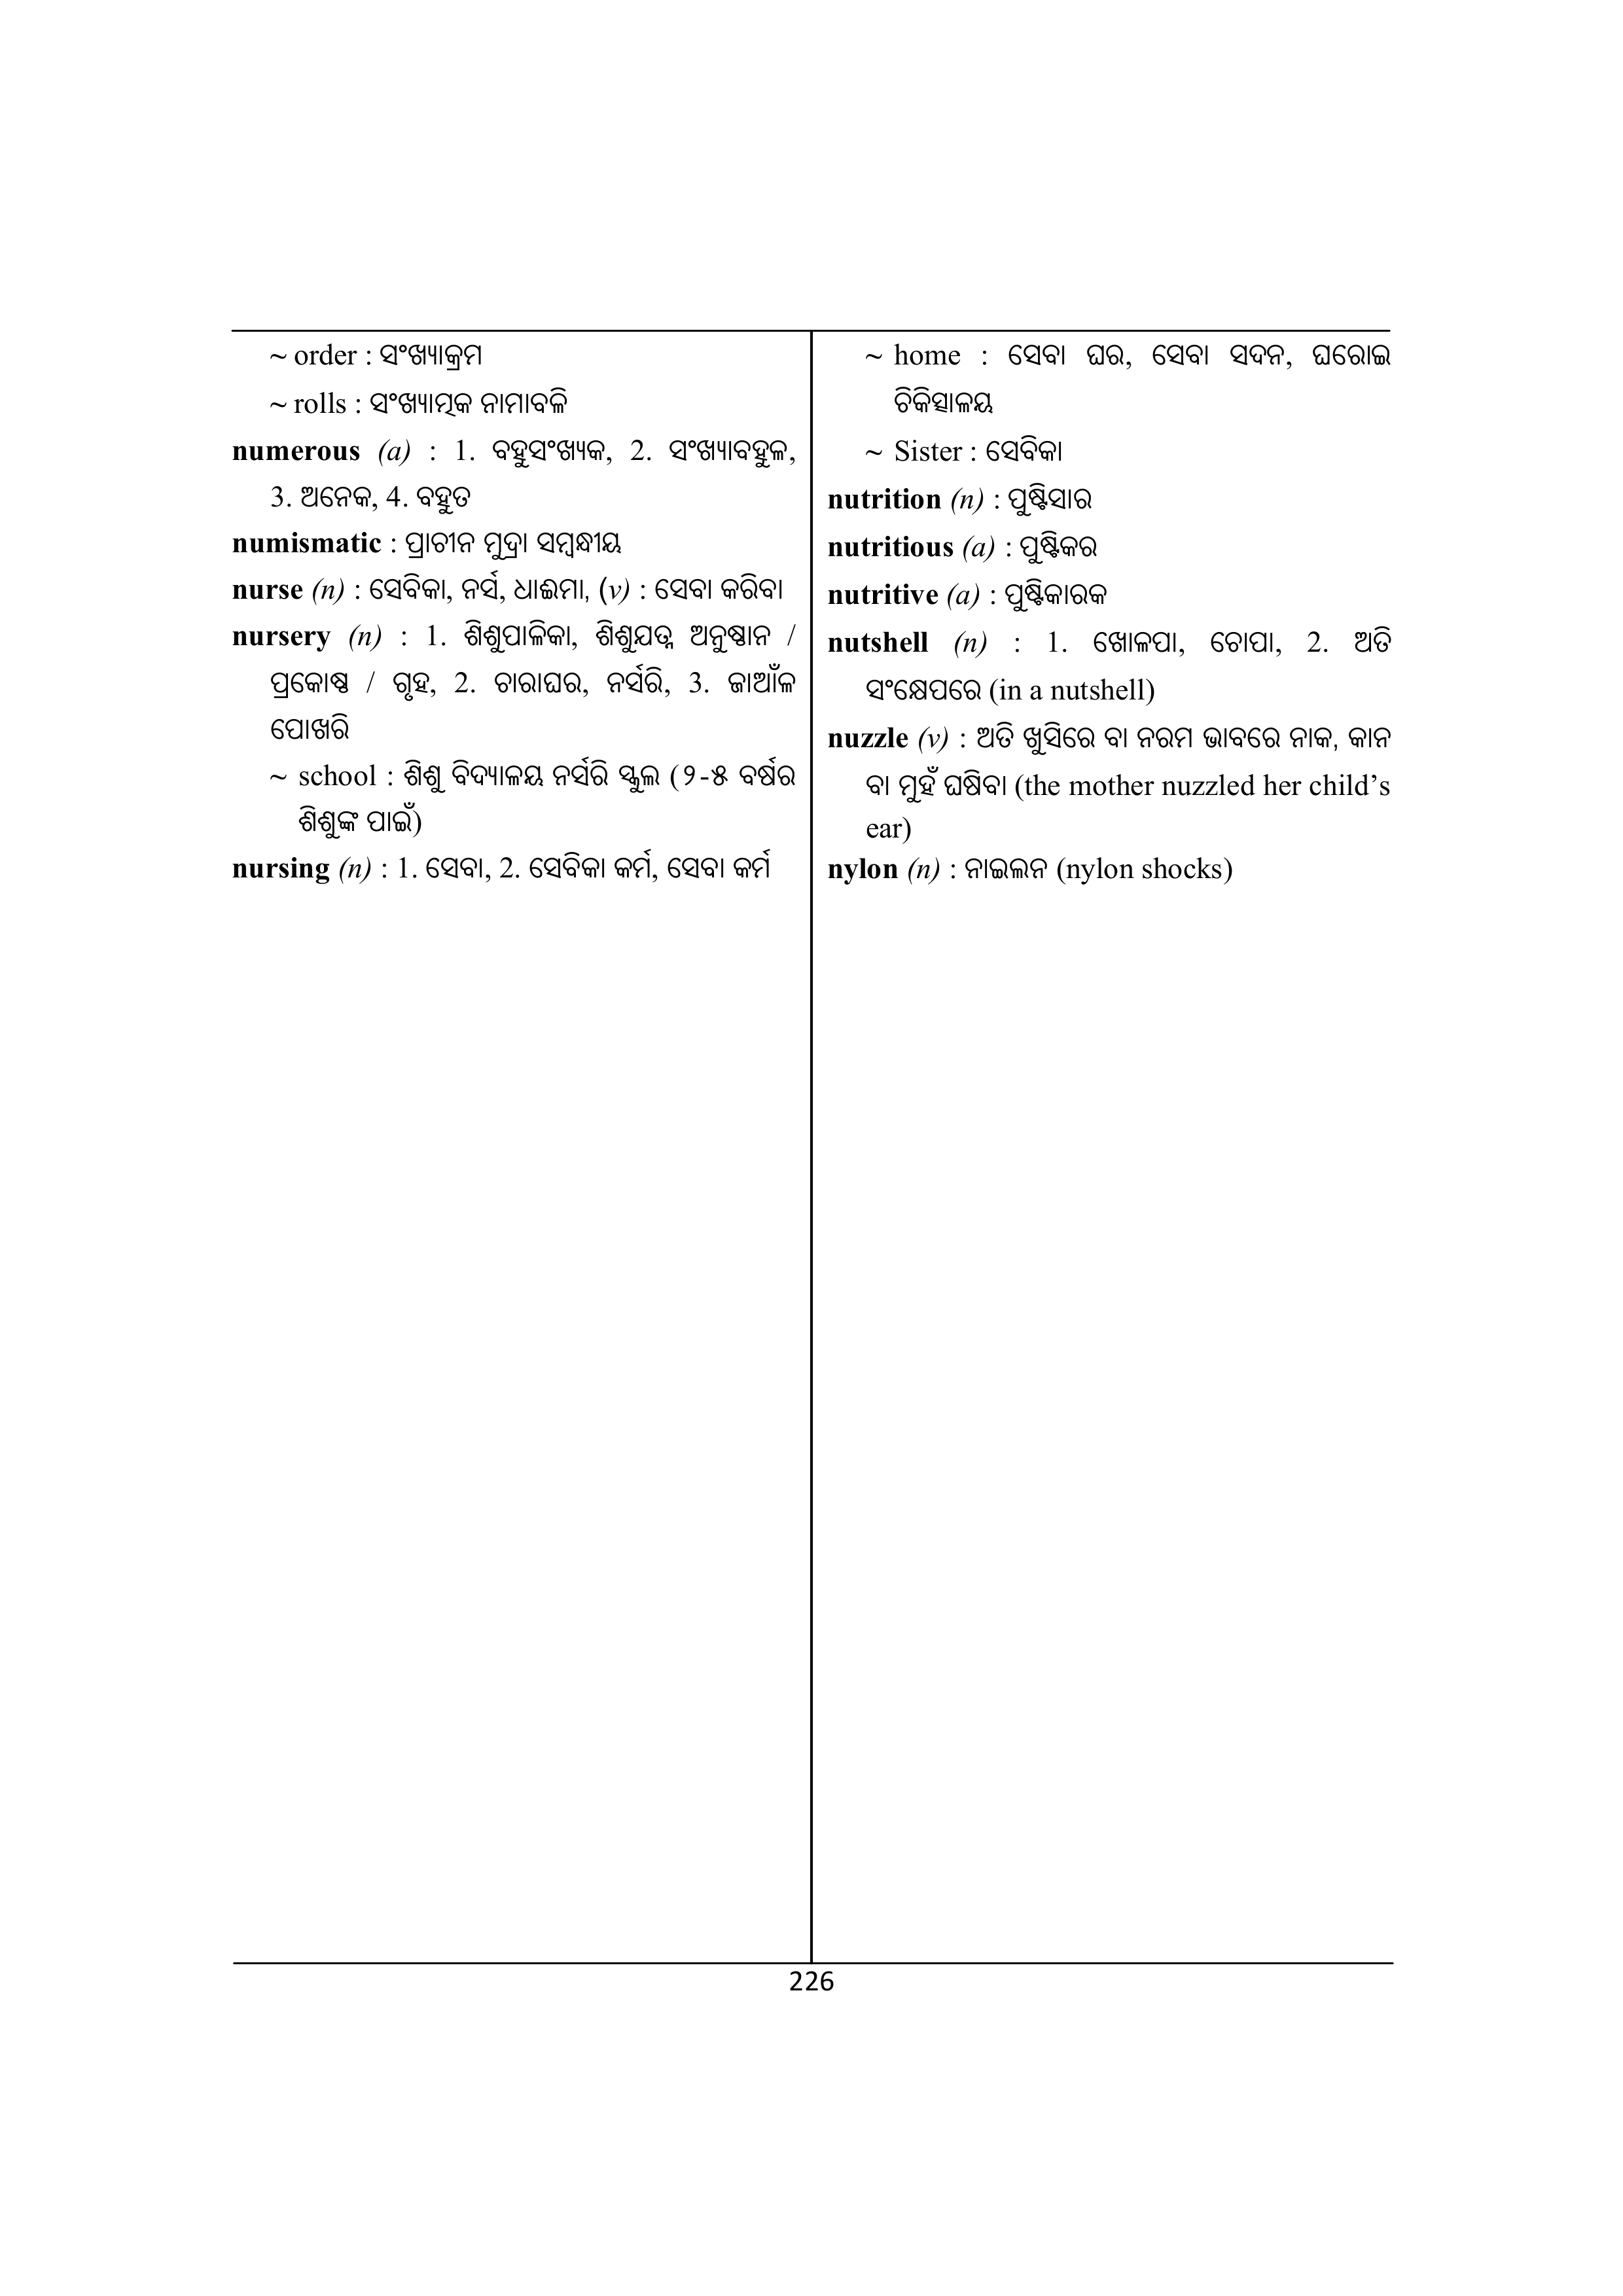 ~ order : ସଂଖ୍ୟାକ୍ରମ
~ rolls : ସଂଖ୍ୟାତ୍ମକ ନାମାବଳି
numerous (a) : 1. ବହୁସଂଖ୍ୟକ, 2. ସଂଖ୍ୟାବହୁଳ,
3. ଅନେକ, 4. ବହୁତ
numismatic : ପ୍ରାଚୀନ ମୁଦ୍ରା ସମ୍ବନ୍ଧୀୟ
nurse (n) : ସେବିକା, ନର୍ସ, ଧାଈମା, (v) : ସେବା କରିବା
nursery (n) : 1. ଶିଶୁପାଳିକା, ଶିଶୁଯତ୍ନ ଅନୁଷ୍ଠାନ /
ପ୍ରକୋଷ୍ଠ / ଗୃହ, 2. ଚାରାଘର, ନର୍ସରି, 3. ଜାଆଁଳ
ପୋଖରି
~ school : ଶିଶୁ ବିଦ୍ୟାଳୟ ନର୍ସରି ସ୍କୁଲ (୨-୫ ବର୍ଷର
ଶିଶୁଙ୍କ ପାଇଁ)
nursing (n) : 1. ସେବା, 2. ସେବିକା କର୍ମ, ସେବା କର୍ମ
~ home : ସେବା ଘର, ସେବା ସଦନ, ଘରୋଇ
ଚିକିତ୍ସାଳୟ
~ Sister : ସେବିକା
nutrition (n) : ପୁଷ୍ଟିସାର
nutritious (a) : ପୁଷ୍ଟିକର
nutritive (a) : ପୁଷ୍ଟିକାରକ
nutshell (n) : 1. ଖୋଳପା, ଚୋପା, 2. ଅତି
ସଂକ୍ଷେପରେ (in a nutshell)
nuzzle (v) : ଅତି ଖୁସିରେ ବା ନରମ ଭାବରେ ନାକ, କାନ
ବା ମୁହଁ ଘଷିବା (the mother nuzzled her child’s
ear)
nylon (n) : ନାଇଲନ (nylon shocks)
226